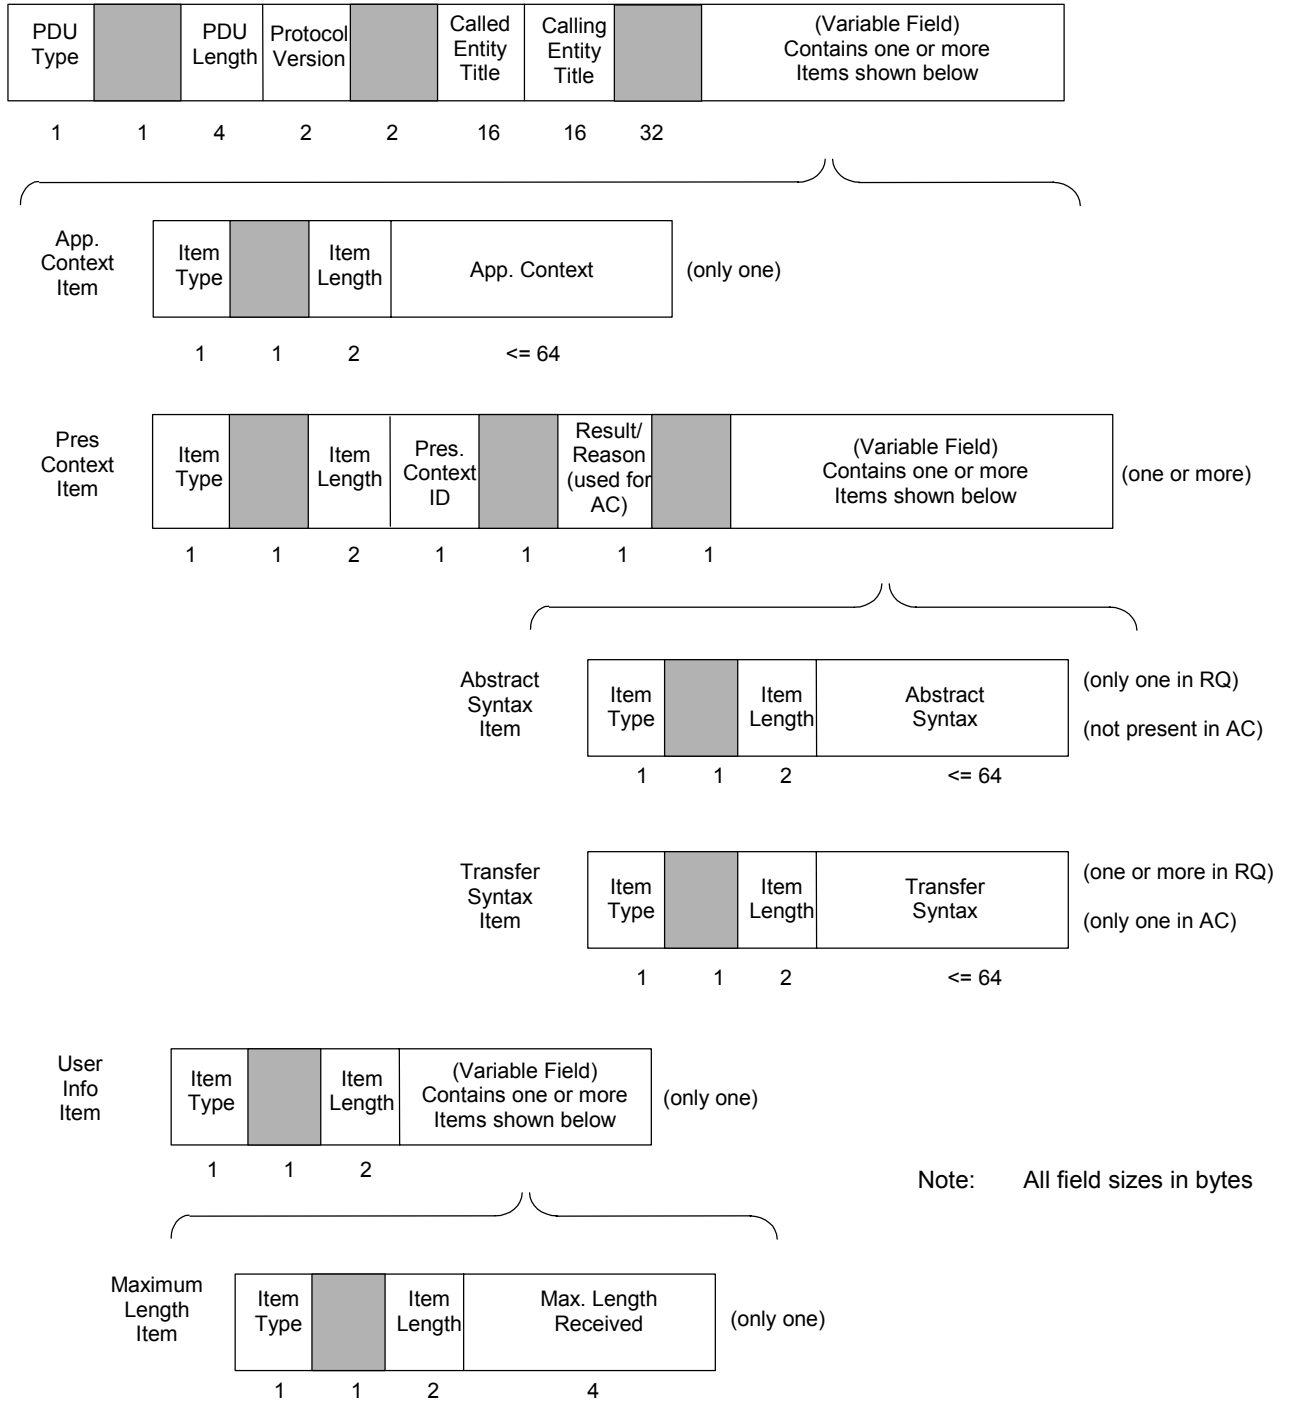 PDU
Type
PDU
Length
Protocol
Version
Called
Entity
Title
Calling
Entity
Title
(Variable Field)
Contains one or more
Items shown below
1 1 4 2 2 16 16 32
App.
Context
Item
Item
Type
Item
Length
App. Context
(only one)
1 1 2 <= 64
Pres
Context
Item
Item
Type
Item
Length
Pres.
Context
ID
Result/
Reason
(used for
AC)
(Variable Field)
Contains one or more
Items shown below
(one or more)
1 1 2 1 1 1 1
Abstract
Syntax
Item
Item
Type
Item
Length
Abstract
Syntax
(only one in RQ)
(not present in AC)
1 1 2 <= 64
Transfer
Syntax
Item
Item
Type
Item
Length
Transfer
Syntax
(one or more in RQ)
(only one in AC)
1 1 2 <= 64
User
Info
Item
Item
Type
Item
Length
(Variable Field)
Contains one or more
Items shown below
(only one)
1 1 2
Note: All field sizes in bytes
Maximum
Length
Item
Item
Type
Item
Length
Max. Length
Received
(only one)
1 1 2 4